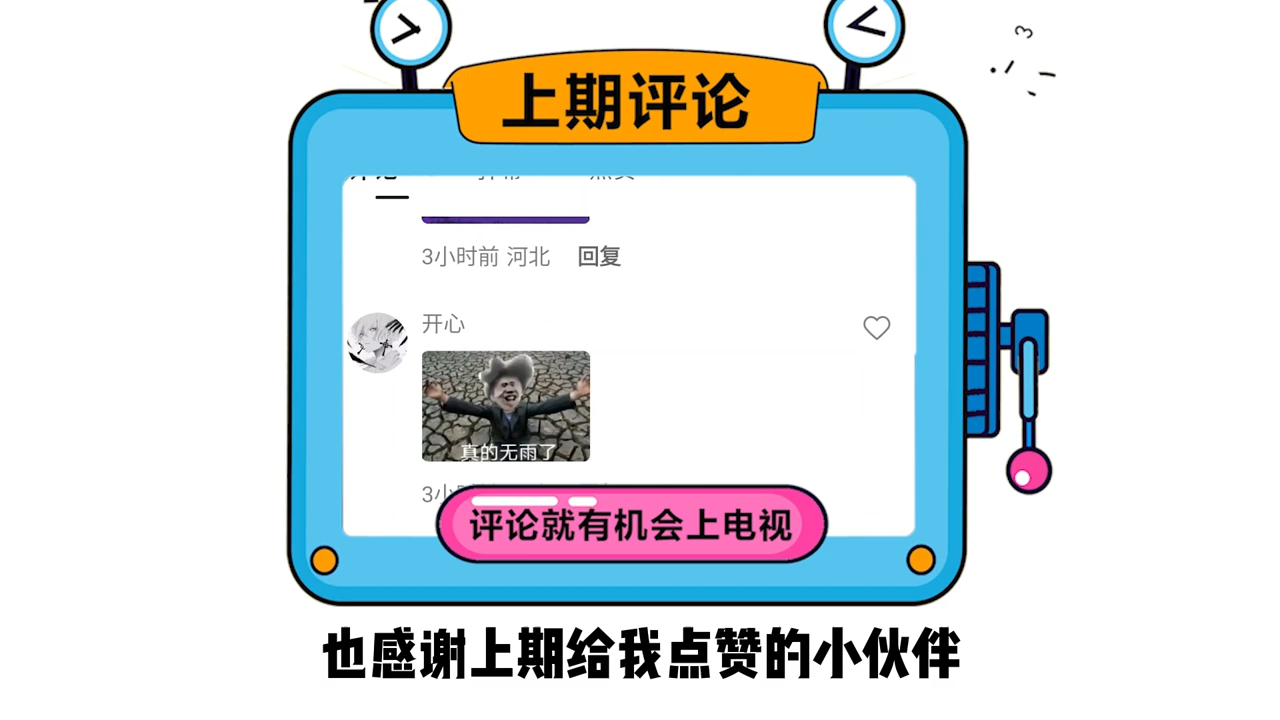 上期评论
3小时前 河北 回复
开心
真的无雨了
3小
评论就有机会上电视
也感谢上期给我点赞的小伙伴